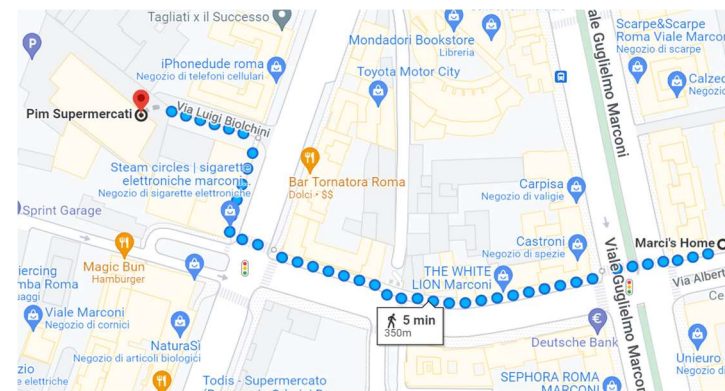 Tagliati x il Successo
P
Mondadori Bookstore
Libreria
Viale Guglielmo Marconi
Scarpe&Scarpe
Roma Viale Marconi
Negozio di scarpe
iPhonedude roma
Negozio di telefoni cellulari
Toyota Motor City
Pim Supermercati
Via Luigi Biolchini
Steam circles | sigarette
elettroniche marconi
Negozio di sigarette elettroniche
Bar Tornatora Roma
Dolci • $$
Carpisa
Negozio di valigie
Sprint Garage
Castroni
Negozio di spezie
Marci's Home
Magic Bun
Hamburger
THE WHITE
LION Marconi
Viale Guglielmo Marconi
Via Albert
5 min
350m
Viale Marconi
Negozio di cornici
NaturaSì
Negozio di articoli biologici
€
Deutsche Bank
Unieuro
Todis - Supermercato
SEPHORA ROMA
MARCONI